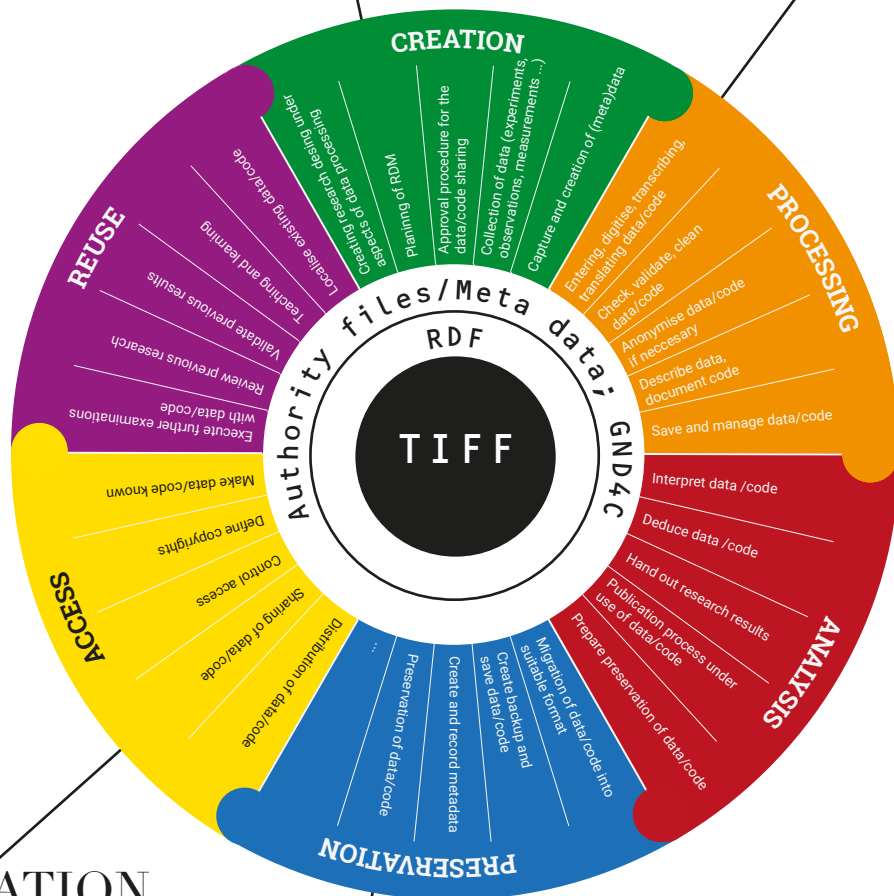 CREATION
Creating research desing under
aspects of data processing
Planing of RDM
Approval procedure for the
data/code sharing
Collection of data (experiments,
observations, measurements ...)
Capture and creation of (meta)data
PROCESSING
Entering, digitise, transcribing,
translating data/code
Check, validate, clean
data/code
Anonymise data/code
if neccesary
Describe data,
document code
Save and manage data/code
ANALYSIS
Interpret data /code
Deduce data /code
Hand out research results
Publication process under
use of data/code
Prepare preservation of data/code
PRESERVATION
Migration of data/code into
suitable format
Create backup and
save data/code
Create and record metadata
Preservation of data/code
...
ACCESS
Distribution of data/code
Sharing of data/code
Control access
Define copyrights
Make data/code known
REUSE
Execute further examinations
with data/code
Review previous research
Validate previous results
Teaching and learning
Localise existing data/code
Authority files/Meta data; GND4C
RDF
TIFF
ATION